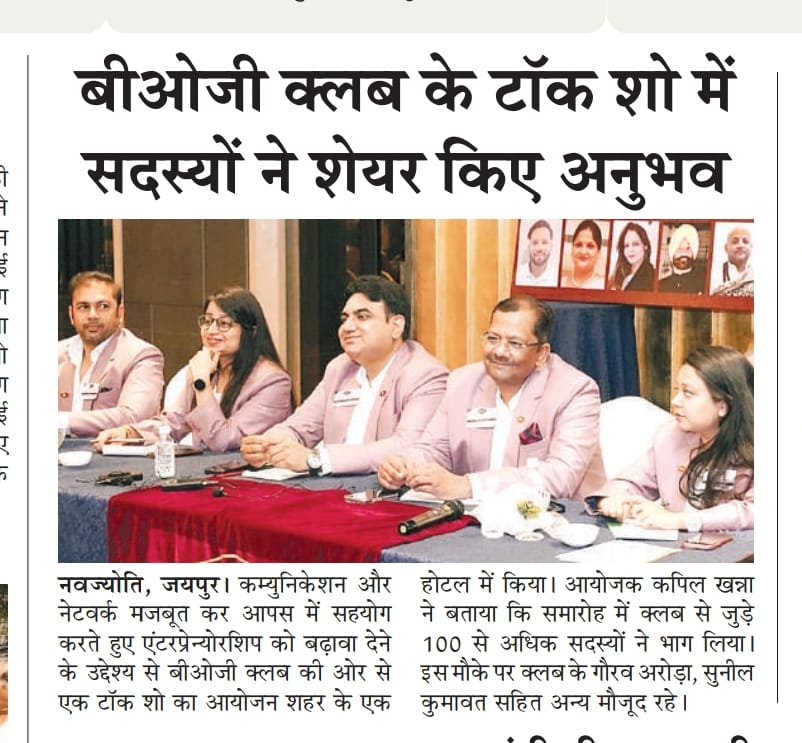 बीओजी क्लब के टॉक शो में
सदस्यों ने शेयर किए अनुभव
नवज्योति, जयपुर। कम्युनिकेशन और
नेटवर्क मजबूत कर आपस में सहयोग
करते हुए एंटरप्रेन्योरशिप को बढ़ावा देने
के उद्देश्य से बीओजी क्लब की ओर से
एक टॉक शो का आयोजन शहर के एक
होटल में किया। आयोजक कपिल खन्ना
ने बताया कि समारोह में क्लब से जुड़े
100 से अधिक सदस्यों ने भाग लिया।
इस मौके पर क्लब के गौरव अरोड़ा, सुनील
कुमावत सहित अन्य मौजूद रहे।